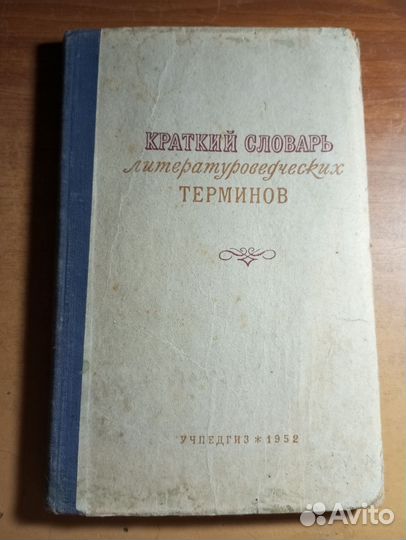 КРАТКИЙ СЛОВАРЬ
литературоведческих
ТЕРМИНОВ
УЧПЕДГИЗ * 1952
Avito